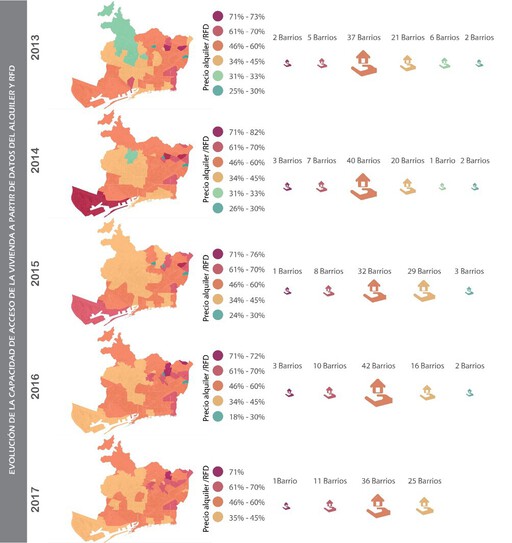 EVOLUCIÓN DE LA CAPACIDAD DE ACCESO DE LA VIVIENDA A PARTIR DE DATOS DEL ALQUILER Y RFD
2013
Precio alquiler /RFD
71% - 73%
61% - 70%
46% - 60%
34% - 45%
31% - 33%
25% - 30%
2 Barrios 5 Barrios 37 Barrios 21 Barrios 6 Barrios 2 Barrios
2014
Precio alquiler /RFD
71% - 82%
61% - 70%
46% - 60%
34% - 45%
31% - 33%
26% - 30%
3 Barrios 7 Barrios 40 Barrios 20 Barrios 1 Barrio 2 Barrios
2015
Precio alquiler /RFD
71% - 76%
61% - 70%
46% - 60%
34% - 45%
24% - 30%
1 Barrios 8 Barrios 32 Barrios 29 Barrios 3 Barrios
2016
Precio alquiler /RFD
71% - 72%
61% - 70%
46% - 60%
34% - 45%
18% - 30%
3 Barrios 10 Barrios 42 Barrios 16 Barrios 2 Barrios
2017
Precio alquiler /RFD
71%
61% - 70%
46% - 60%
35% - 45%
1Barrio 11 Barrios 36 Barrios 25 Barrios